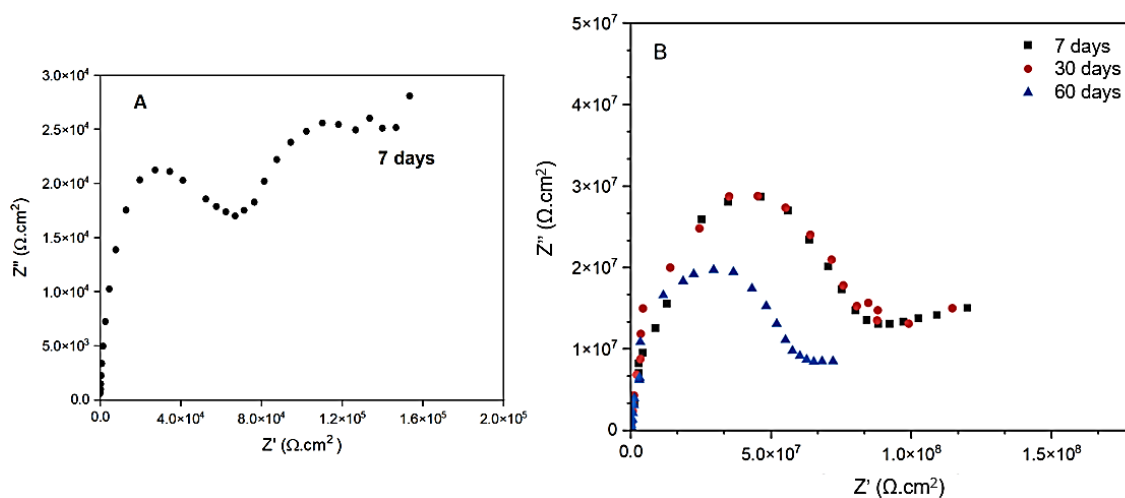 A
3.0×10⁴
2.5×10⁴
2.0×10⁴
1.5×10⁴
1.0×10⁴
5.0×10³
0.0
Z'' (Ω.cm²)
7 days
0.0 4.0×10⁴ 8.0×10⁴ 1.2×10⁵ 1.6×10⁵ 2.0×10⁵
Z' (Ω.cm²)
B
7 days
30 days
60 days
5×10⁷
4×10⁷
3×10⁷
2×10⁷
1×10⁷
0
Z'' (Ω.cm²)
0.0 5.0×10⁷ 1.0×10⁸ 1.5×10⁸
Z' (Ω.cm²)